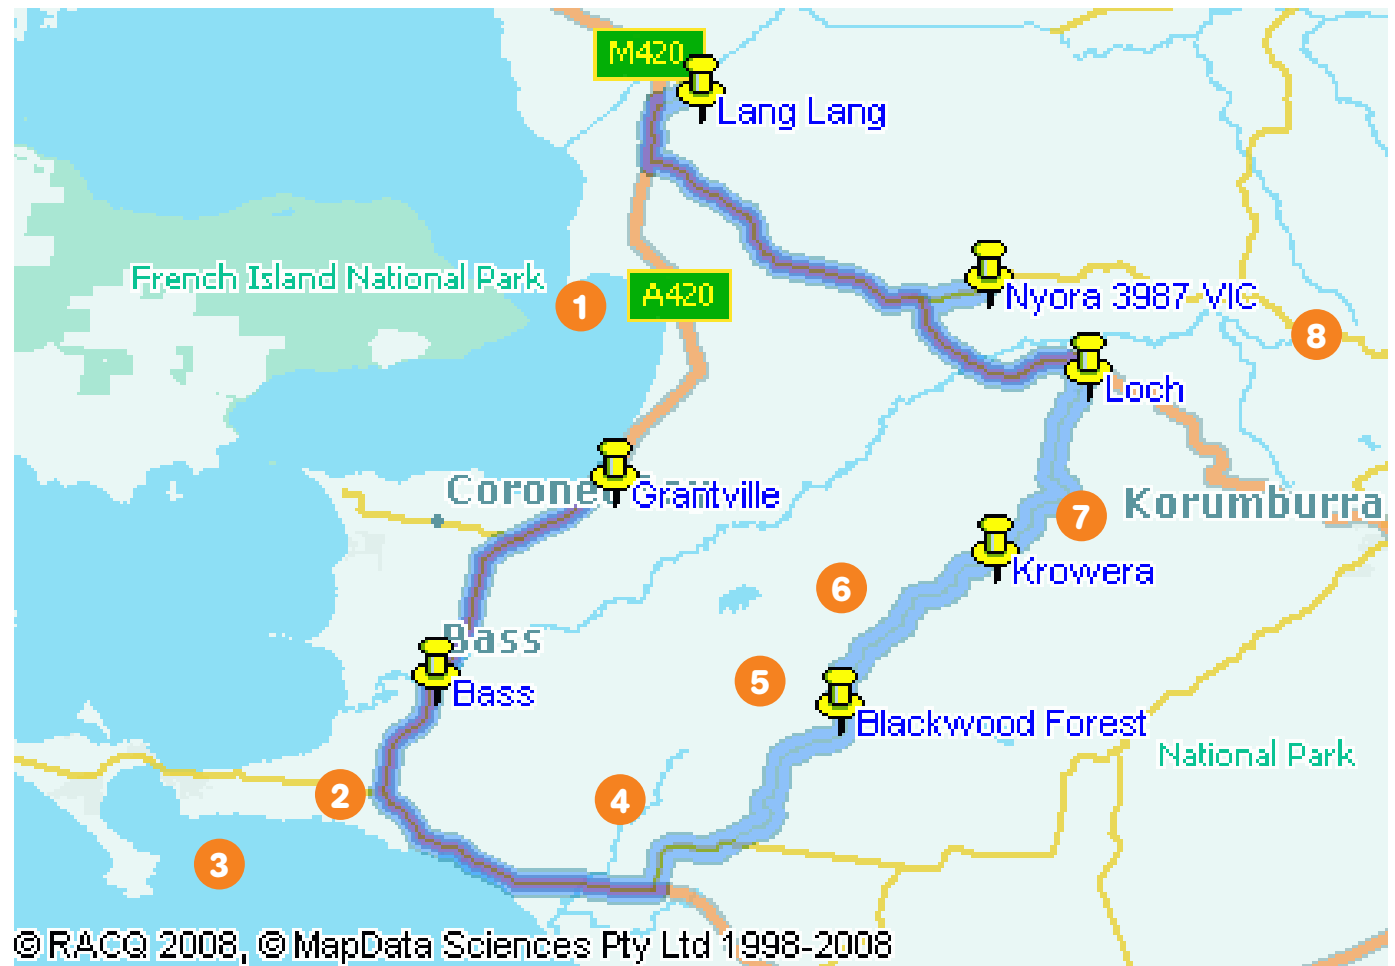 M420
Lang Lang
French Island National Park
1
A420
Nyora 3987 VIC
8
Loch
Grantville
Korumburra
7
Krowera
6
Bass
Bass
5
Blackwood Forest
National Park
2
4
3
© RACQ 2008, © MapData Sciences Pty Ltd 1998-2008